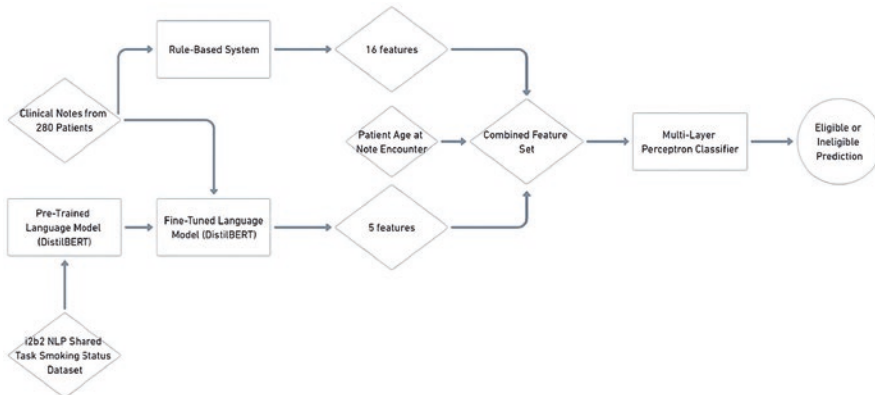 Rule-Based System
16 features
Clinical Notes from
280 Patients
Patient Age at
Note Encounter
Combined Feature
Set
Multi-Layer
Perceptron Classifier
Eligible or
Ineligible
Prediction
Pre-Trained
Language Model
(DistilBERT)
Fine-Tuned Language
Model (DistilBERT)
5 features
i2b2 NLP Shared
Task Smoking Status
Dataset